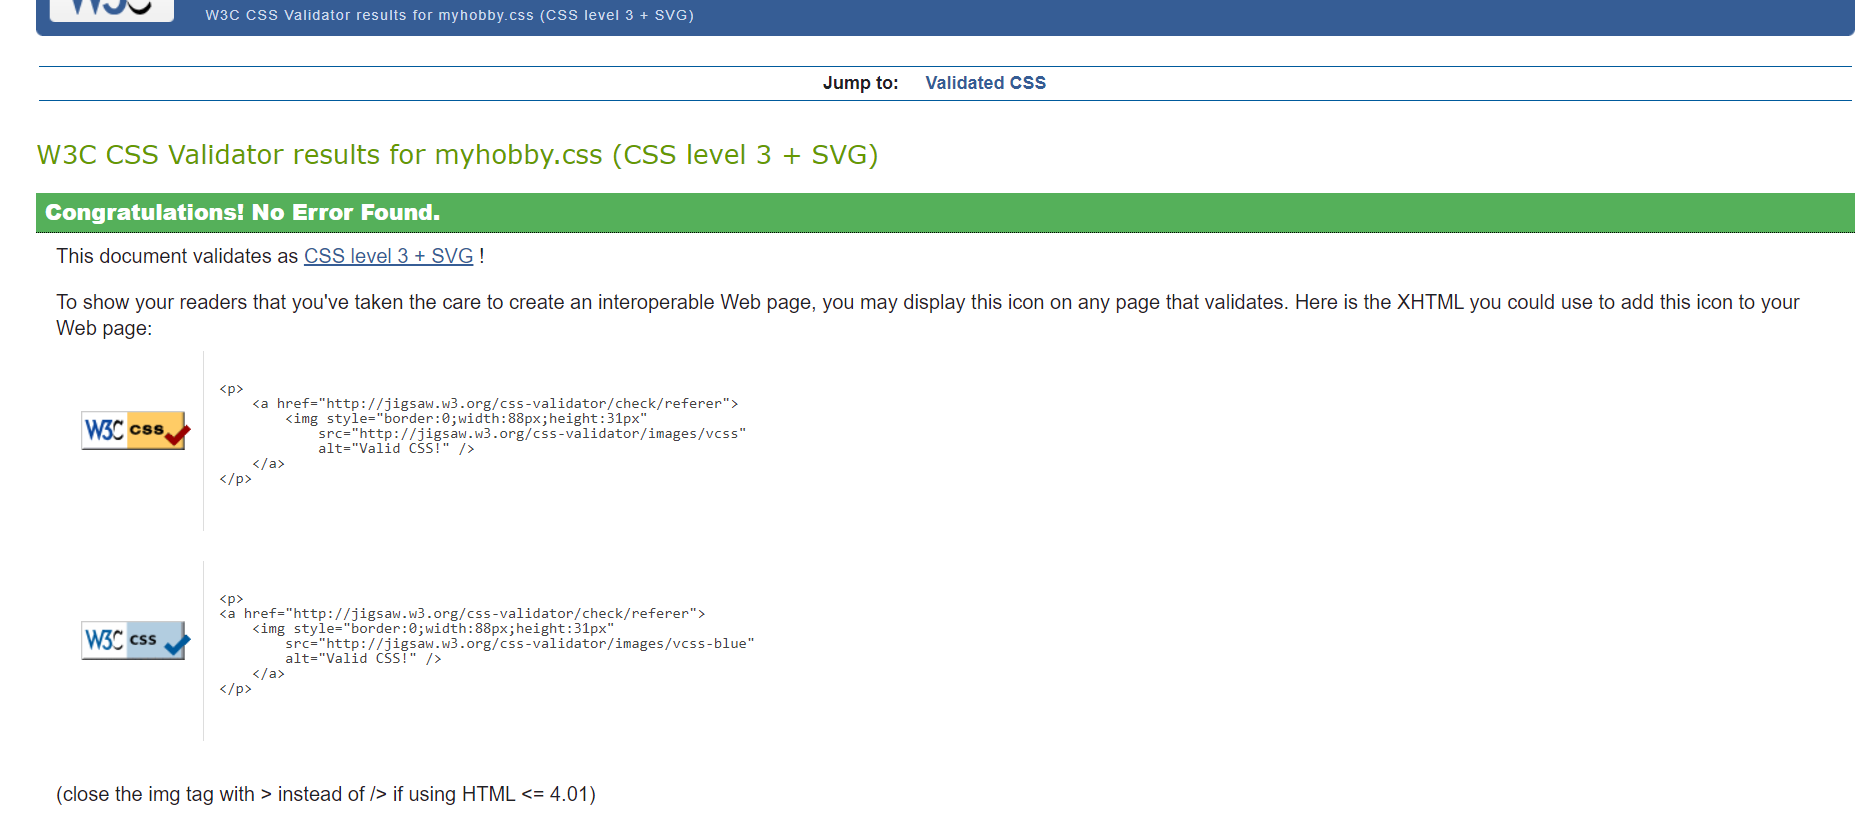 W3C CSS Validator results for myhobby.css (CSS level 3 + SVG)
Jump to: Validated CSS
W3C CSS Validator results for myhobby.css (CSS level 3 + SVG)
Congratulations! No Error Found.
This document validates as CSS level 3 + SVG !
To show your readers that you've taken the care to create an interoperable Web page, you may display this icon on any page that validates. Here is the XHTML you could use to add this icon to your
Web page:
W3C css
<p>
    <a href="http://jigsaw.w3.org/css-validator/check/referer">
        <img style="border:0;width:88px;height:31px"
            src="http://jigsaw.w3.org/css-validator/images/vcss"
            alt="Valid CSS!" />
    </a>
</p>
W3C css
<p>
<a href="http://jigsaw.w3.org/css-validator/check/referer">
    <img style="border:0;width:88px;height:31px"
        src="http://jigsaw.w3.org/css-validator/images/vcss-blue"
        alt="Valid CSS!" />
    </a>
</p>
(close the img tag with > instead of /> if using HTML <= 4.01)